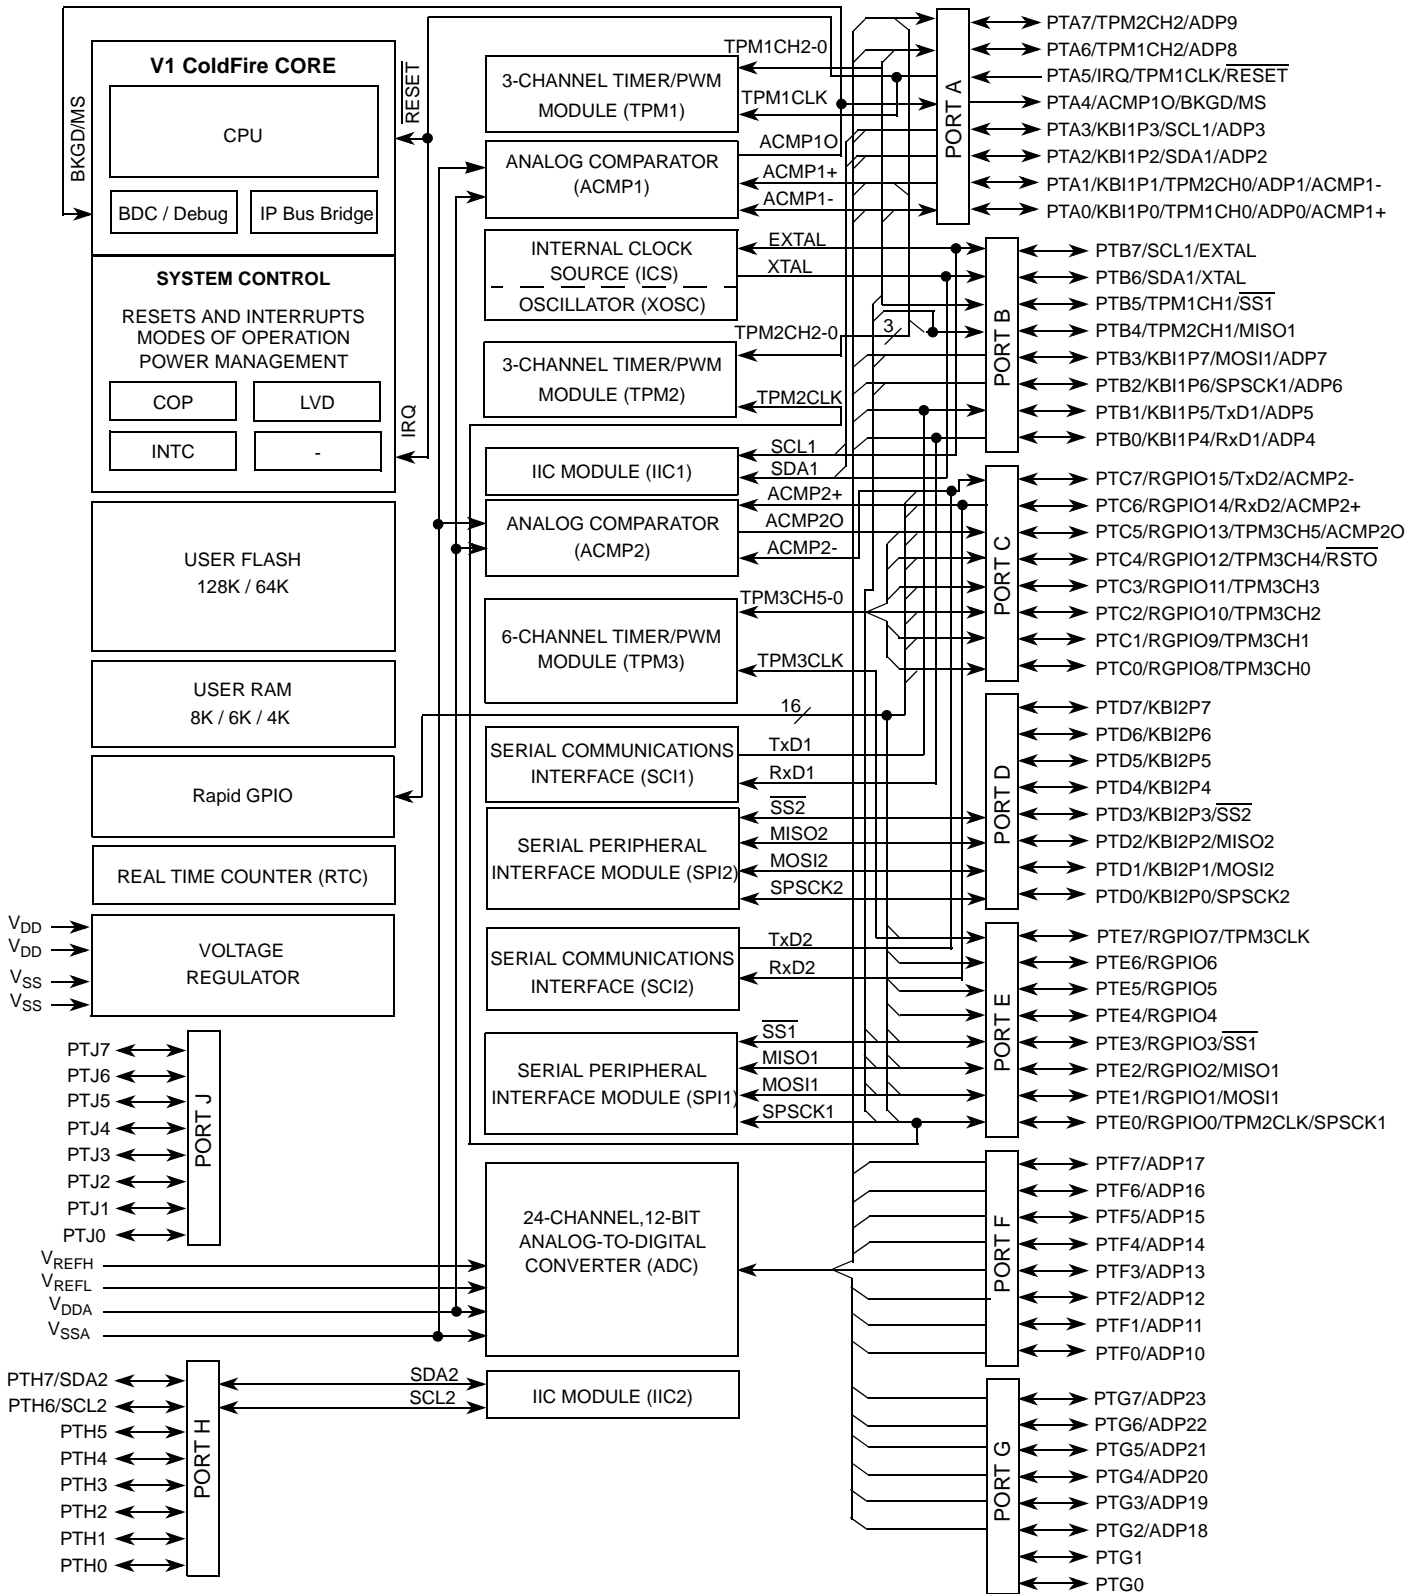 V1 ColdFire CORE
CPU
BDC / Debug
IP Bus Bridge
BKGD/MS
RESET
SYSTEM CONTROL
RESETS AND INTERRUPTS
MODES OF OPERATION
POWER MANAGEMENT
COP
LVD
INTC
-
IRQ
USER FLASH
128K / 64K
USER RAM
8K / 6K / 4K
Rapid GPIO
REAL TIME COUNTER (RTC)
VOLTAGE
REGULATOR
VDD
VDD
VSS
VSS
PTJ7
PTJ6
PTJ5
PTJ4
PTJ3
PTJ2
PTJ1
PTJ0
PORT J
VREFH
VREFL
VDDA
VSSA
PTH7/SDA2
PTH6/SCL2
PTH5
PTH4
PTH3
PTH2
PTH1
PTH0
PORT H
SDA2
SCL2
3-CHANNEL TIMER/PWM
MODULE (TPM1)
TPM1CH2-0
TPM1CLK
ANALOG COMPARATOR
(ACMP1)
ACMP1O
ACMP1+
ACMP1-
INTERNAL CLOCK
SOURCE (ICS)
OSCILLATOR (XOSC)
EXTAL
XTAL
3-CHANNEL TIMER/PWM
MODULE (TPM2)
TPM2CH2-0
3
TPM2CLK
IIC MODULE (IIC1)
SCL1
SDA1
ANALOG COMPARATOR
(ACMP2)
ACMP2+
ACMP2O
ACMP2-
6-CHANNEL TIMER/PWM
MODULE (TPM3)
TPM3CH5-0
TPM3CLK
16
SERIAL COMMUNICATIONS
INTERFACE (SCI1)
TxD1
RxD1
SERIAL PERIPHERAL
INTERFACE MODULE (SPI2)
SS2
MISO2
MOSI2
SPSCK2
SERIAL COMMUNICATIONS
INTERFACE (SCI2)
TxD2
RxD2
SERIAL PERIPHERAL
INTERFACE MODULE (SPI1)
SS1
MISO1
MOSI1
SPSCK1
24-CHANNEL,12-BIT
ANALOG-TO-DIGITAL
CONVERTER (ADC)
IIC MODULE (IIC2)
PORT A
PTA7/TPM2CH2/ADP9
PTA6/TPM1CH2/ADP8
PTA5/IRQ/TPM1CLK/RESET
PTA4/ACMP1O/BKGD/MS
PTA3/KBI1P3/SCL1/ADP3
PTA2/KBI1P2/SDA1/ADP2
PTA1/KBI1P1/TPM2CH0/ADP1/ACMP1-
PTA0/KBI1P0/TPM1CH0/ADP0/ACMP1+
PORT B
PTB7/SCL1/EXTAL
PTB6/SDA1/XTAL
PTB5/TPM1CH1/SS1
PTB4/TPM2CH1/MISO1
PTB3/KBI1P7/MOSI1/ADP7
PTB2/KBI1P6/SPSCK1/ADP6
PTB1/KBI1P5/TxD1/ADP5
PTB0/KBI1P4/RxD1/ADP4
PORT C
PTC7/RGPIO15/TxD2/ACMP2-
PTC6/RGPIO14/RxD2/ACMP2+
PTC5/RGPIO13/TPM3CH5/ACMP2O
PTC4/RGPIO12/TPM3CH4/RSTO
PTC3/RGPIO11/TPM3CH3
PTC2/RGPIO10/TPM3CH2
PTC1/RGPIO9/TPM3CH1
PTC0/RGPIO8/TPM3CH0
PORT D
PTD7/KBI2P7
PTD6/KBI2P6
PTD5/KBI2P5
PTD4/KBI2P4
PTD3/KBI2P3/SS2
PTD2/KBI2P2/MISO2
PTD1/KBI2P1/MOSI2
PTD0/KBI2P0/SPSCK2
PORT E
PTE7/RGPIO7/TPM3CLK
PTE6/RGPIO6
PTE5/RGPIO5
PTE4/RGPIO4
PTE3/RGPIO3/SS1
PTE2/RGPIO2/MISO1
PTE1/RGPIO1/MOSI1
PTE0/RGPIO0/TPM2CLK/SPSCK1
PORT F
PTF7/ADP17
PTF6/ADP16
PTF5/ADP15
PTF4/ADP14
PTF3/ADP13
PTF2/ADP12
PTF1/ADP11
PTF0/ADP10
PORT G
PTG7/ADP23
PTG6/ADP22
PTG5/ADP21
PTG4/ADP20
PTG3/ADP19
PTG2/ADP18
PTG1
PTG0